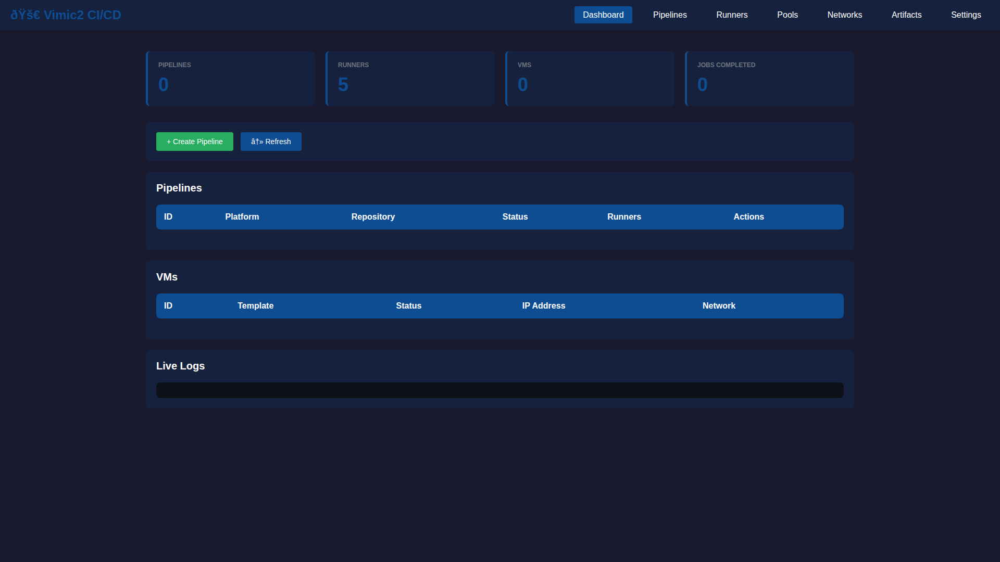 ðŸš€ Vimic2 CI/CD
Dashboard Pipelines Runners Pools Networks Artifacts Settings
PIPELINES RUNNERS VMS JOBS COMPLETED
0 5 0 0
+ Create Pipeline â†» Refresh
Pipelines
ID Platform Repository Status Runners Actions
VMs
ID Template Status IP Address Network
Live Logs